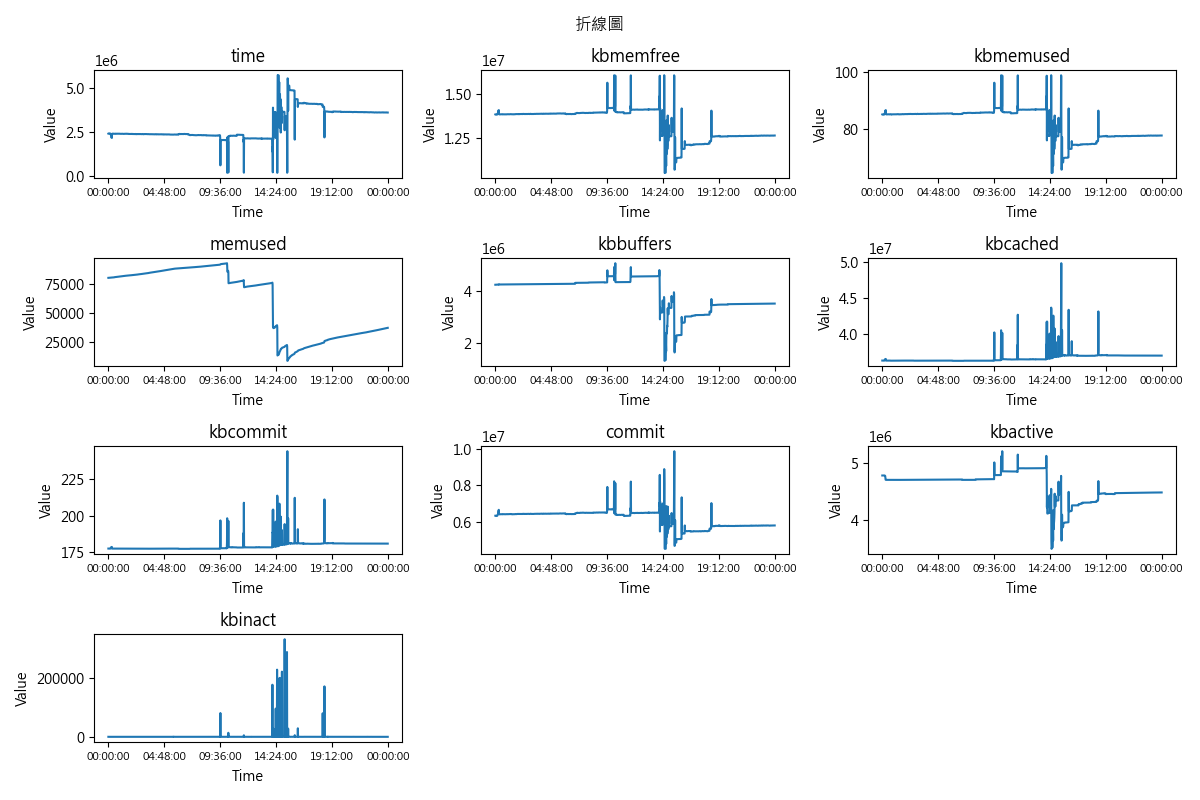 折線圖
time
1e6
5.0
2.5
0.0
Value
00:00:00 04:48:00 09:36:00 14:24:00 19:12:00 00:00:00
Time
kbmemfree
1e7
1.50
1.25
Value
00:00:00 04:48:00 09:36:00 14:24:00 19:12:00 00:00:00
Time
kbmemused
100
80
Value
00:00:00 04:48:00 09:36:00 14:24:00 19:12:00 00:00:00
Time
memused
75000
50000
25000
Value
00:00:00 04:48:00 09:36:00 14:24:00 19:12:00 00:00:00
Time
kbbuffers
1e6
4
2
Value
00:00:00 04:48:00 09:36:00 14:24:00 19:12:00 00:00:00
Time
kbcached
1e7
5.0
4.5
4.0
Value
00:00:00 04:48:00 09:36:00 14:24:00 19:12:00 00:00:00
Time
kbcommit
225
200
175
Value
00:00:00 04:48:00 09:36:00 14:24:00 19:12:00 00:00:00
Time
commit
1e7
1.0
0.8
0.6
Value
00:00:00 04:48:00 09:36:00 14:24:00 19:12:00 00:00:00
Time
kbactive
1e6
5
4
Value
00:00:00 04:48:00 09:36:00 14:24:00 19:12:00 00:00:00
Time
kbinact
200000
0
Value
00:00:00 04:48:00 09:36:00 14:24:00 19:12:00 00:00:00
Time